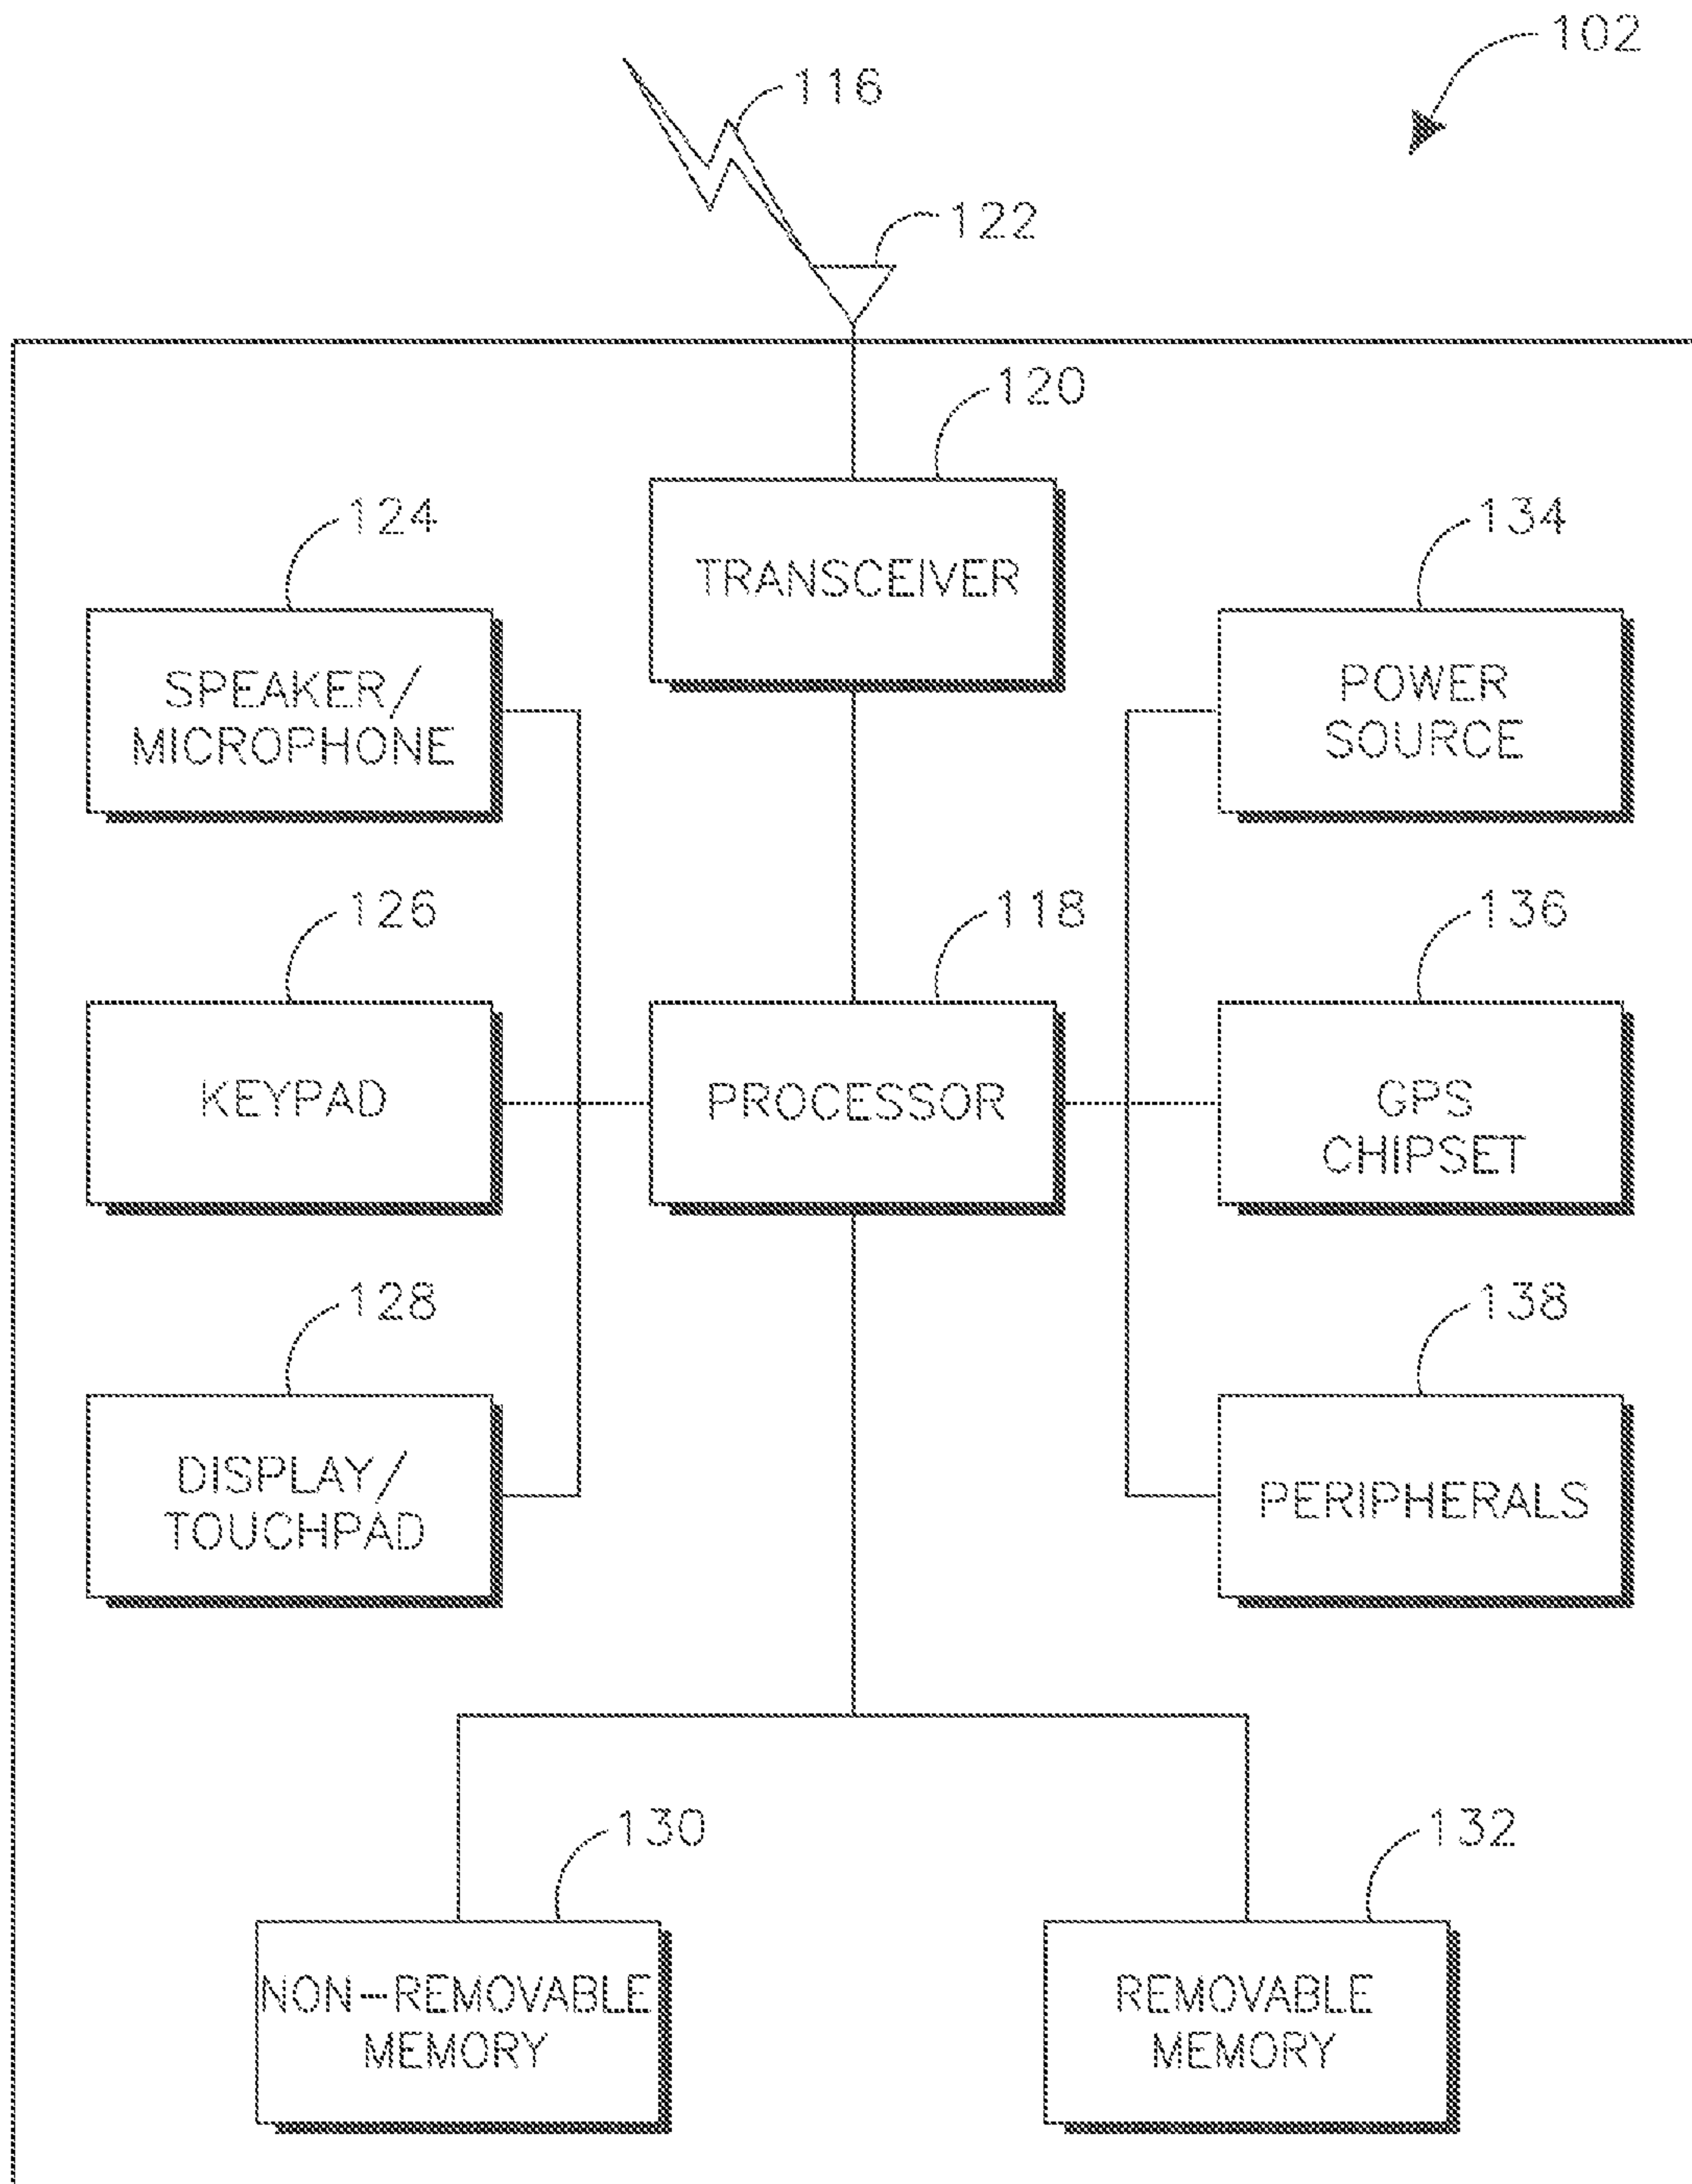 102
116
122
120
TRANSCEIVER
124
SPEAKER/
MICROPHONE
134
POWER
SOURCE
126
KEYPAD
118
PROCESSOR
136
GPS
CHIPSET
128
DISPLAY/
TOUCHPAD
138
PERIPHERALS
130
NON-REMOVABLE
MEMORY
132
REMOVABLE
MEMORY